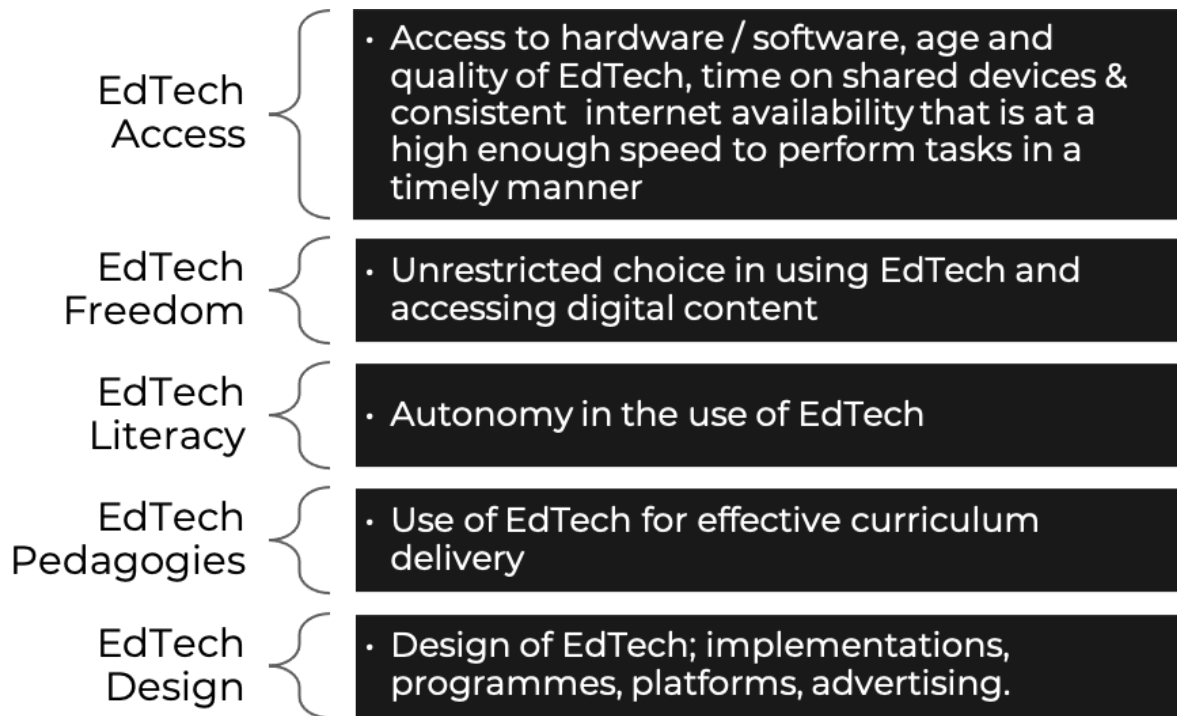 EdTech
Access
• Access to hardware / software, age and
quality of EdTech, time on shared devices &
consistent internet availability that is at a
high enough speed to perform tasks in a
timely manner
EdTech
Freedom
• Unrestricted choice in using EdTech and
accessing digital content
EdTech
Literacy
• Autonomy in the use of EdTech
EdTech
Pedagogies
• Use of EdTech for effective curriculum
delivery
EdTech
Design
• Design of EdTech; implementations,
programmes, platforms, advertising.